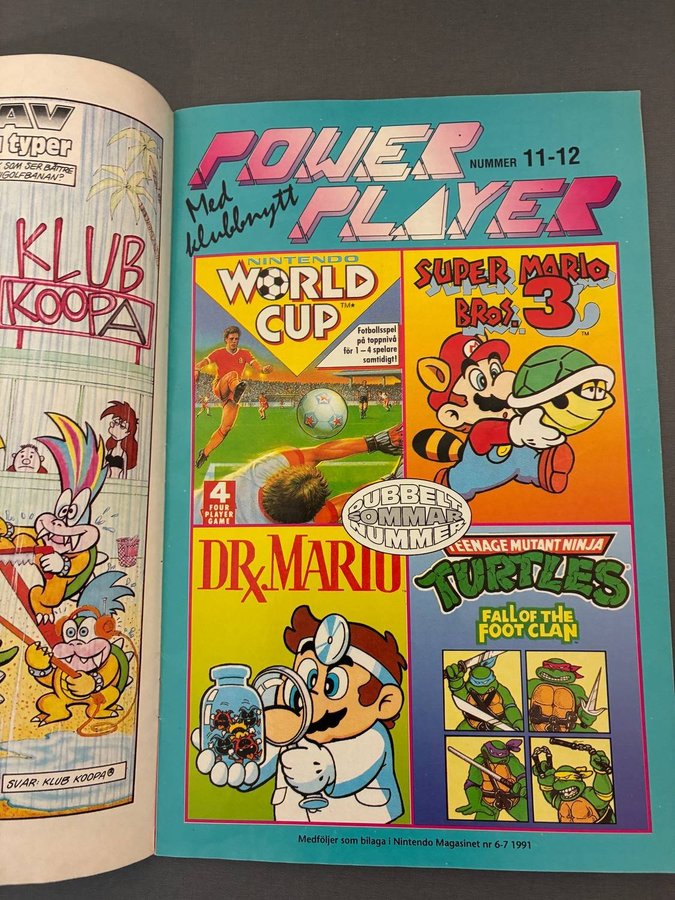 AV
typer
SOM SER BÄTTRE
GOLFBANAN?
KLUB
KOOPA
SVAR: KLUB KOOPA®
POWER
PLAYER
NUMMER 11-12
Med
klubbnytt
NINTENDO
WORLD
CUP™*
Fotbollsspel
på toppnivå
för 1–4 spelare
samtidigt!
4
FOUR
PLAYER
GAME
SUPER MARIO
BROS. 3™
DUBBELT
SOMMAR
NUMMER
DR. MARIO
TEENAGE MUTANT NINJA
TURTLES
FALL OF THE
FOOT CLAN
Medföljer som bilaga i Nintendo Magasinet nr 6-7 1991